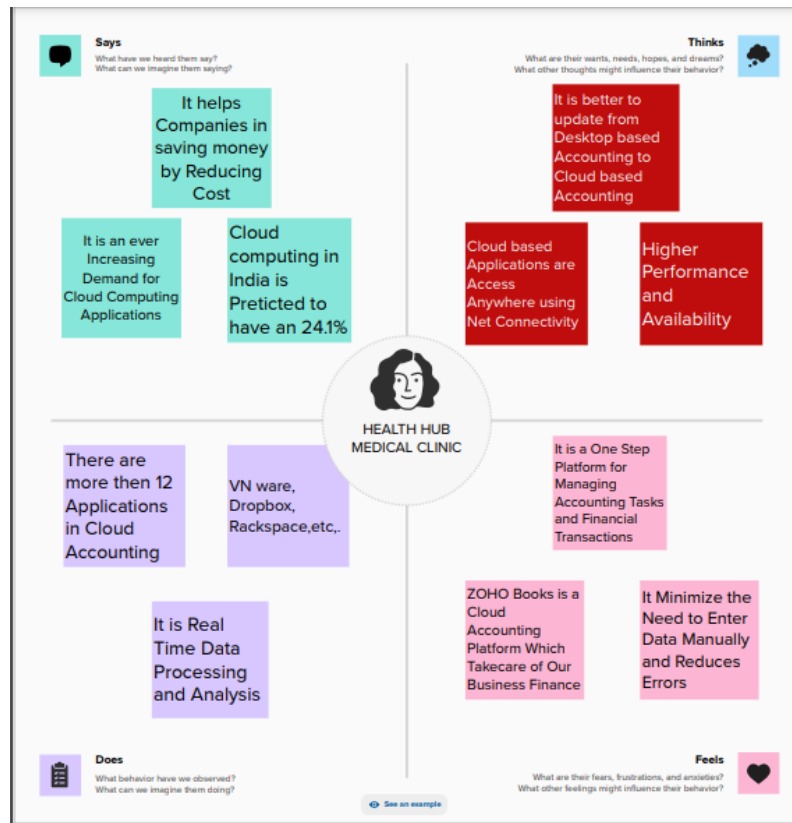 Says
What have we heard them say?
What can we imagine them saying?
Thinks
What are their wants, needs, hopes, and dreams?
What other thoughts might influence their behavior?
It helps
Companies in
saving money
by Reducing
Cost
It is an ever
Increasing
Demand for
Cloud Computing
Applications
Cloud
computing in
India is
Preticted to
have an 24.1%
It is better to
update from
Desktop based
Accounting to
Cloud based
Accounting
Cloud based
Applications are
Access
Anywhere using
Net Connectivity
Higher
Performance
and
Availability
HEALTH HUB
MEDICAL CLINIC
There are
more then 12
Applications
in Cloud
Accounting
VN ware,
Dropbox,
Rackspace,etc,.
It is Real
Time Data
Processing
and Analysis
It is a One Step
Platform for
Managing
Accounting Tasks
and Financial
Transactions
ZOHO Books is a
Cloud
Accounting
Platform Which
Takecare of Our
Business Finance
It Minimize the
Need to Enter
Data Manually
and Reduces
Errors
Does
What behavior have we observed?
What can we imagine them doing?
Feels
What are their fears, frustrations, and anxieties?
What other feelings might influence their behavior?
See an example